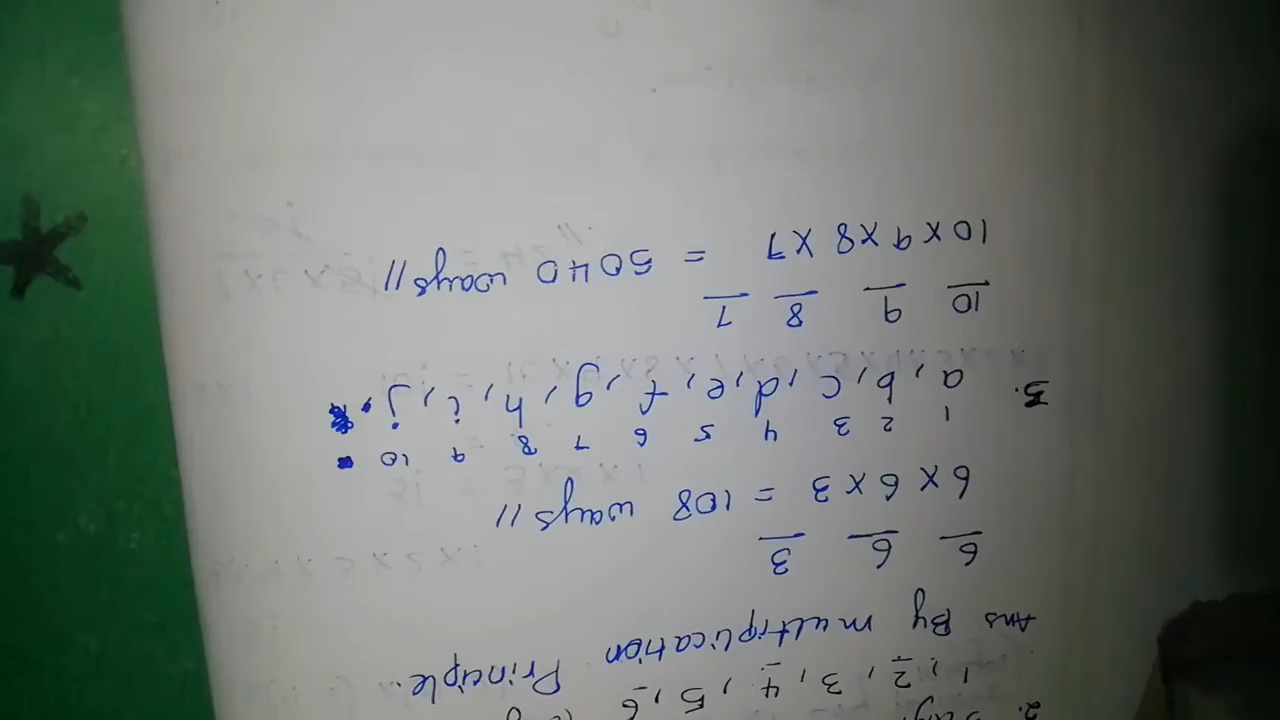 2.
1, 2, 3, 4, 5, 6
Ans By multiplication Principle.
6 6 3
6 x 6 x 3 = 108 ways //
1 2 3 4 5 6 7 8 9 10
3. a, b, c, d, e, f, g, h, i, j,
10 9 8 7
10 x 9 x 8 x 7 = 5040 ways //